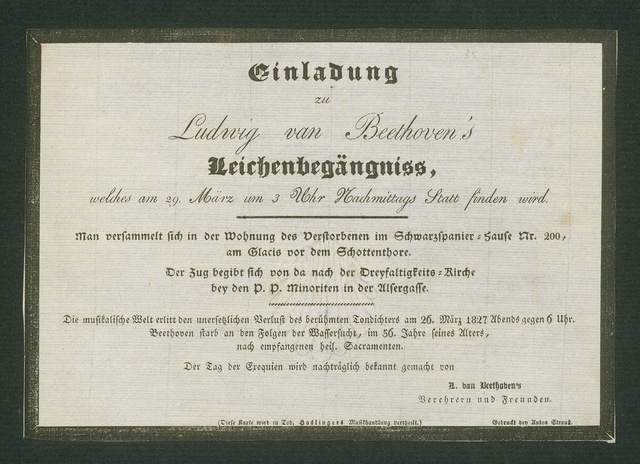 Einladung
zu
Ludwig van Beethoven's
Leichenbegängniss,
welches am 29. März um 3 Uhr Nachmittags Statt finden wird.
Man versammelt sich in der Wohnung des Verstorbenen im Schwarzspanier-Hause Nr. 200,
am Glacis vor dem Schottenthore.
Der Zug begibt sich von da nach der Dreyfaltigkeits-Kirche
bey den P. P. Minoriten in der Alsergasse.
Die musikalische Welt erlitt den unersetzlichen Verlust des berühmten Tondichters am 26. März 1827 Abends gegen 6 Uhr.
Beethoven starb an den Folgen der Wassersucht, im 56. Jahre seines Alters,
nach empfangenen heil. Sacramenten.
Der Tag der Exequien wird nachträglich bekannt gemacht von
L. van Beethoven's
Verehrern und Freunden.
(Diese Karte wird in Tob. Haslingers Musikhandlung vertheilt.)
Gedruckt bey Anton Strauß.